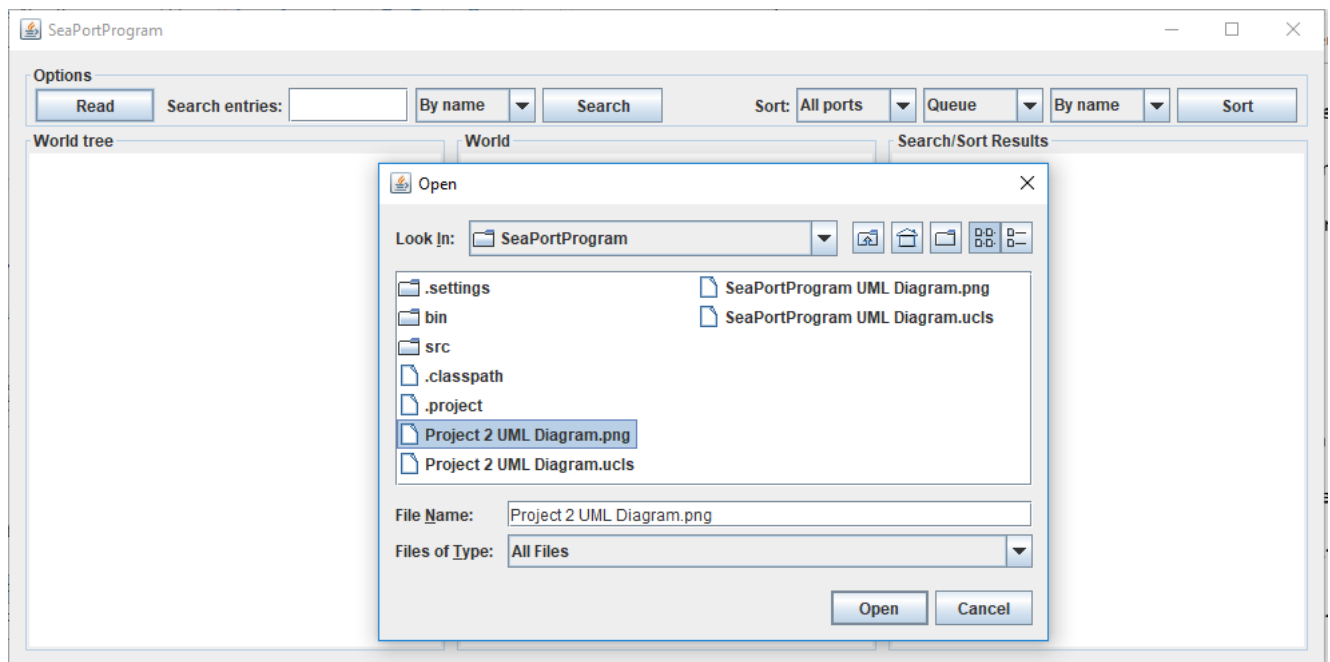 SeaPortProgram
Options
Read Search entries: By name Search Sort: All ports Queue By name Sort
World tree World Search/Sort Results
Open
Look In: SeaPortProgram
.settings SeaPortProgram UML Diagram.png
bin SeaPortProgram UML Diagram.ucls
src
.classpath
.project
Project 2 UML Diagram.png
Project 2 UML Diagram.ucls
File Name: Project 2 UML Diagram.png
Files of Type: All Files
Open Cancel